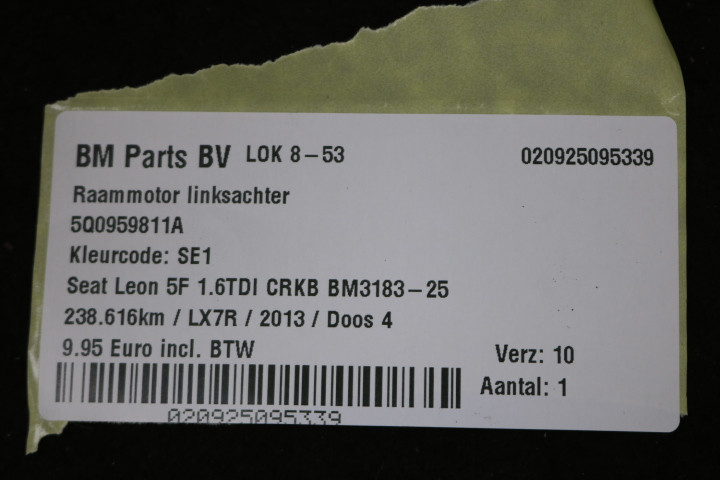 BM Parts BV LOK 8-53 020925095339
Raammotor linksachter
5Q0959811A
Kleurcode: SE1
Seat Leon 5F 1.6TDI CRKB BM3183-25
238.616km / LX7R / 2013 / Doos 4
9.95 Euro incl. BTW Verz: 10
Aantal: 1
020925095339